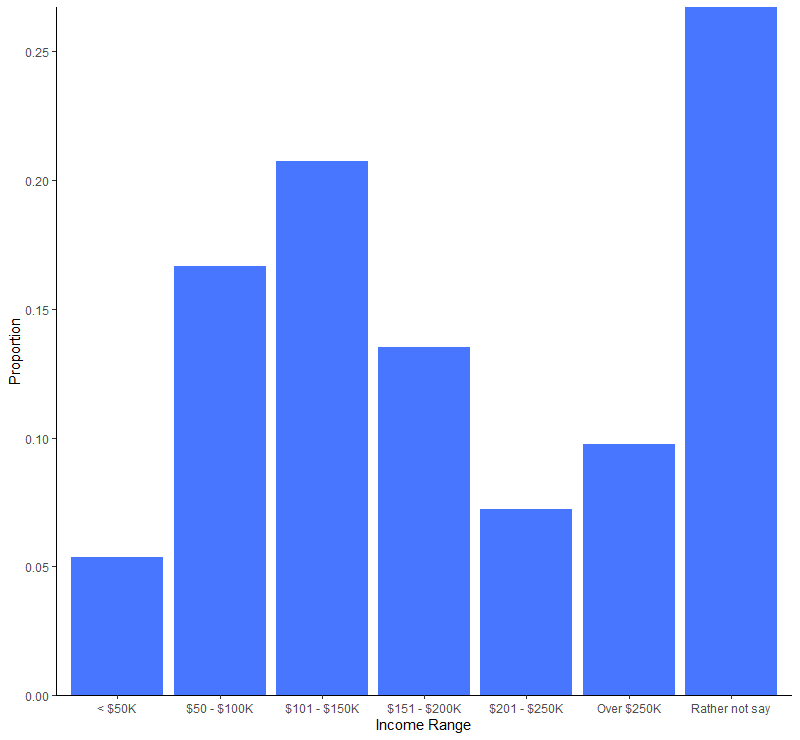 Proportion
0.25
0.20
0.15
0.10
0.05
0.00
< $50K
$50 - $100K
$101 - $150K
$151 - $200K
$201 - $250K
Over $250K
Rather not say
Income Range